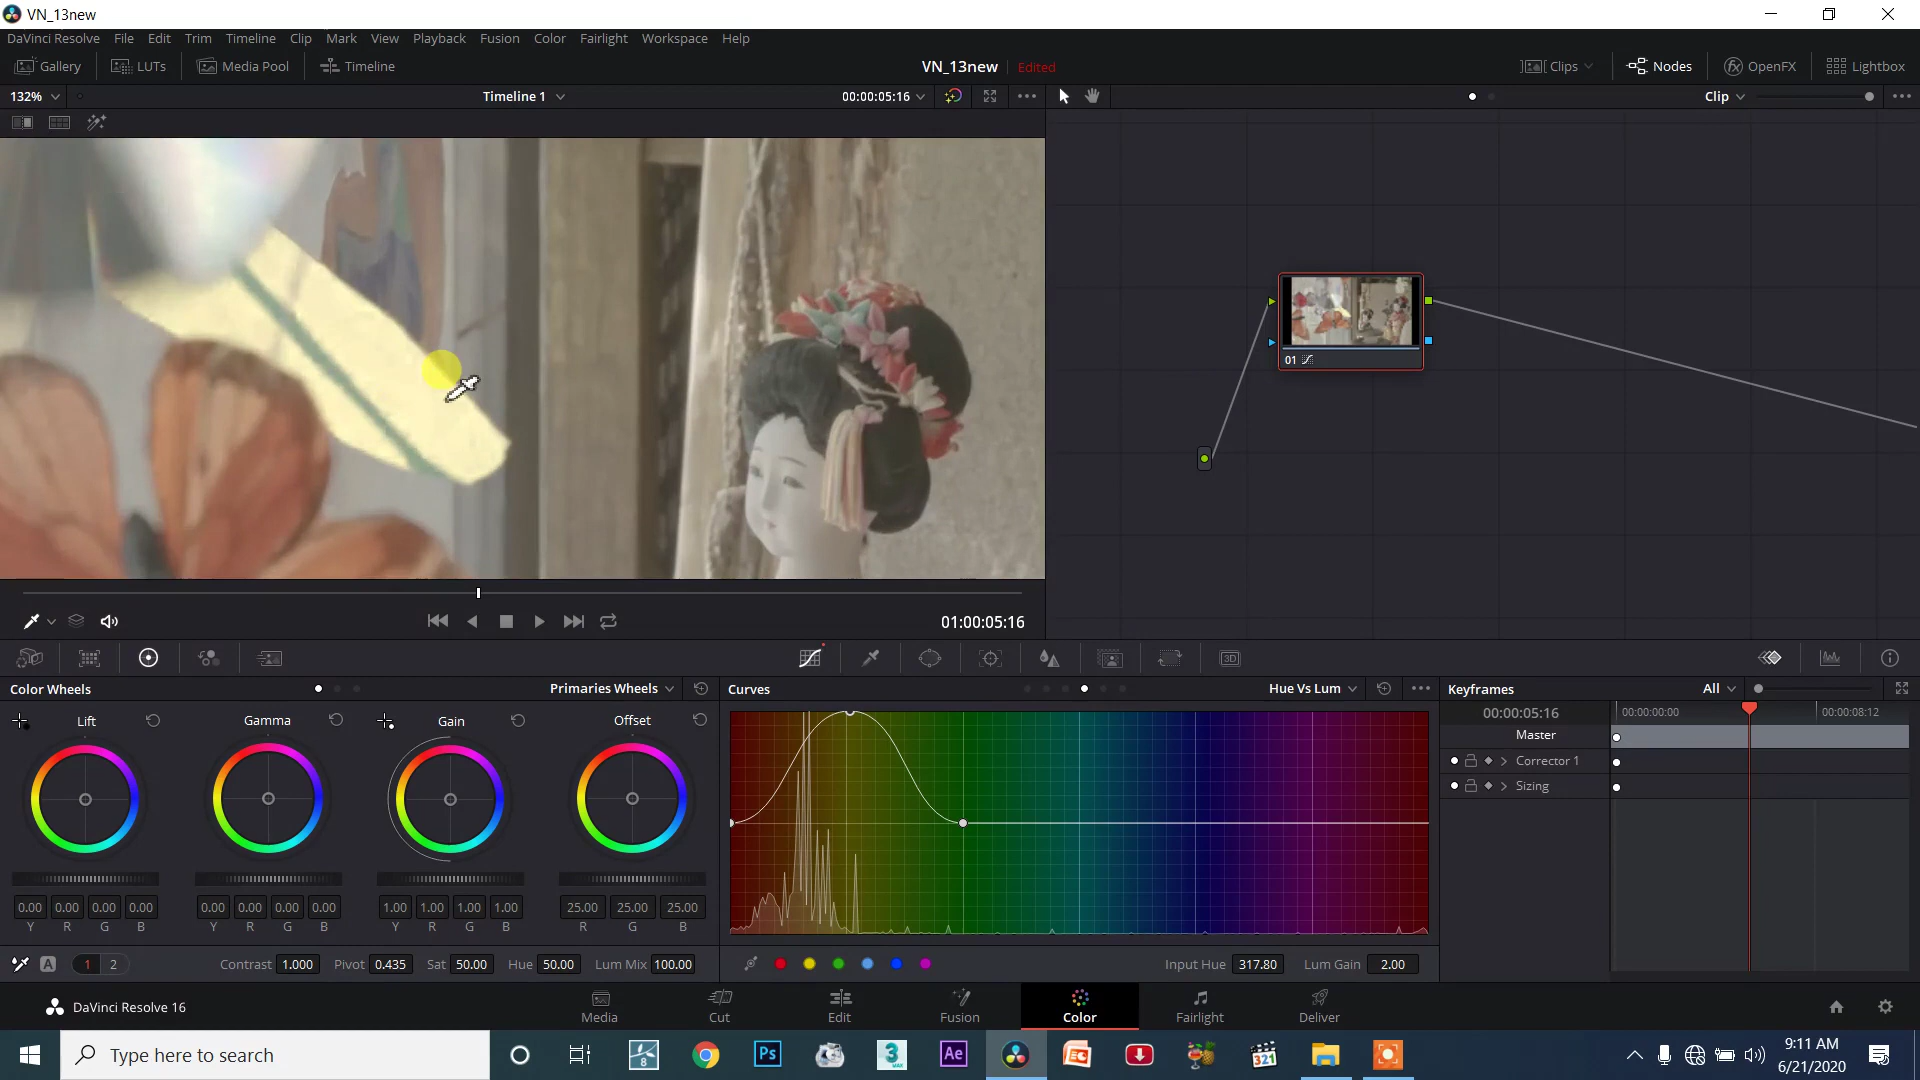 VN_13new
DaVinci Resolve File Edit Trim Timeline Clip Mark View Playback Fusion Color Fairlight Workspace Help
Gallery LUTs Media Pool Timeline VN_13new Edited Clips Nodes OpenFX Lightbox
132% Timeline 1 00:00:05:16 Clip
01
01:00:05:16
3D
Color Wheels Primaries Wheels Curves Hue Vs Lum Keyframes All
Lift Gamma Gain Offset 00:00:05:16 00:00:00:00 00:00:08:12
Master
Corrector 1
Sizing
0.00 0.00 0.00 0.00 0.00 0.00 0.00 0.00 1.00 1.00 1.00 1.00 25.00 25.00 25.00
Y R G B Y R G B Y R G B R G B
A 1 2 Contrast 1.000 Pivot 0.435 Sat 50.00 Hue 50.00 Lum Mix 100.00 Input Hue 317.80 Lum Gain 2.00
DaVinci Resolve 16 Media Cut Edit Fusion Color Fairlight Deliver
Type here to search 8 Ps 3 MAX Ae 321 9:11 AM
6/21/2020